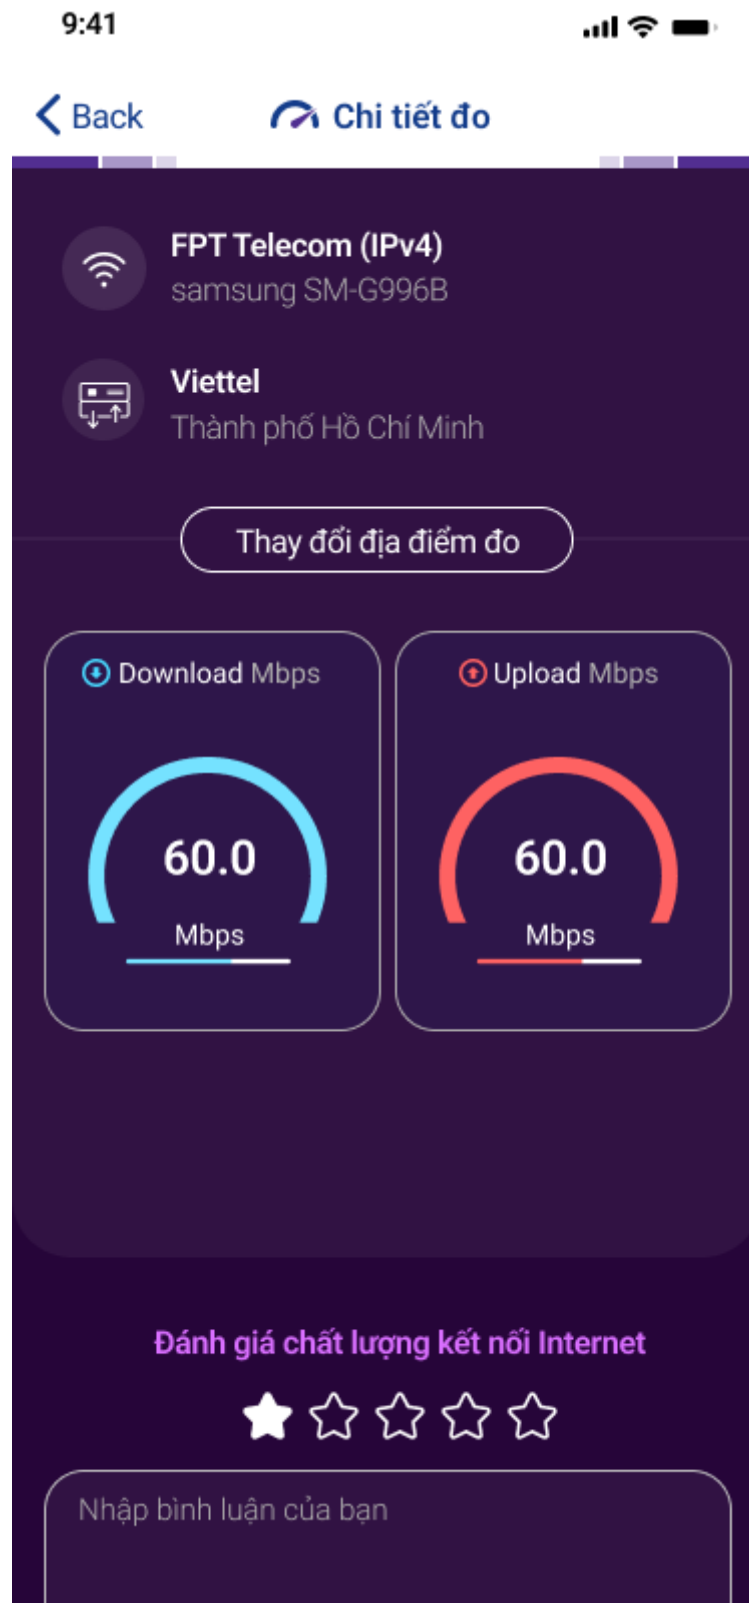 9:41
Back
Chi tiết đo
FPT Telecom (IPv4)
samsung SM-G996B
Viettel
Thành phố Hồ Chí Minh
Thay đổi địa điểm đo
Download Mbps
Upload Mbps
60.0
60.0
Mbps
Mbps
Đánh giá chất lượng kết nối Internet
Nhập bình luận của bạn